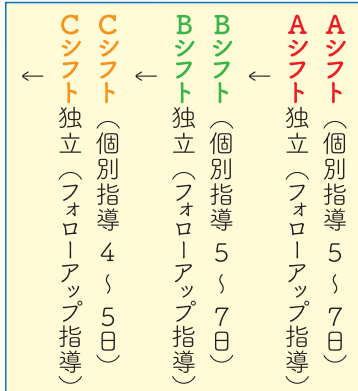 Aシフト（個別指導 5～7日）
Aシフト独立（フォローアップ指導）
←
Bシフト（個別指導 5～7日）
Bシフト独立（フォローアップ指導）
←
Cシフト（個別指導 4～5日）
Cシフト独立（フォローアップ指導）
←